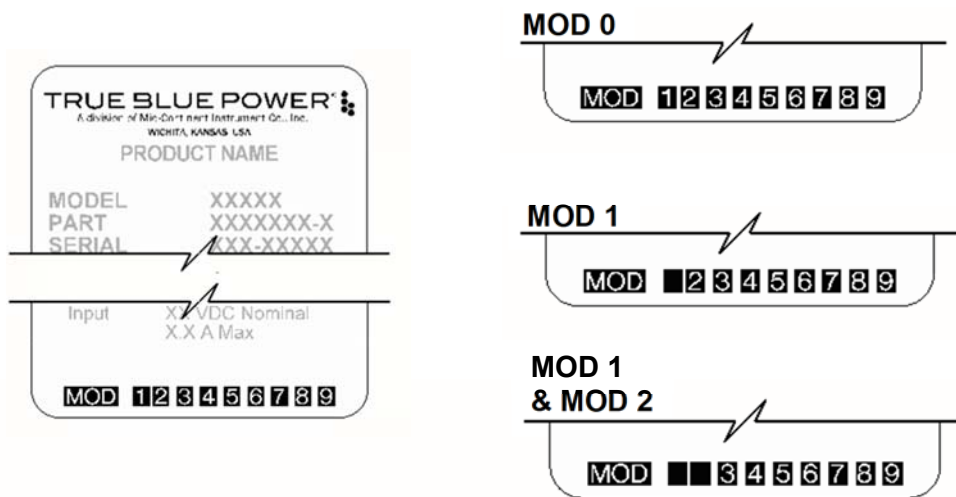 TRUE BLUE POWER®
A division of Mid-Continent Instrument Co., Inc.
WICHITA, KANSAS USA
PRODUCT NAME
MODEL XXXXX
PART XXXXXXX-X
SERIAL XXX-XXXXX
Input XX VDC Nominal
X.X A Max
MOD 1 2 3 4 5 6 7 8 9
MOD 0
MOD 1 2 3 4 5 6 7 8 9
MOD 1
MOD 2 3 4 5 6 7 8 9
MOD 1
& MOD 2
MOD 3 4 5 6 7 8 9